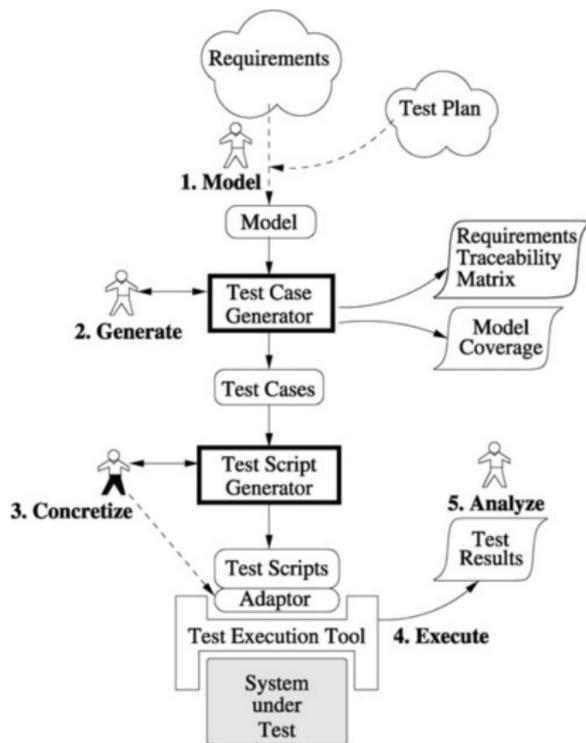 Requirements
Test Plan
1. Model
Model
Requirements
Traceability
Matrix
Test Case
Generator
2. Generate
Model
Coverage
Test Cases
Test Script
Generator
3. Concretize
5. Analyze
Test
Results
Test Scripts
Adaptor
Test Execution Tool
4. Execute
System
under
Test